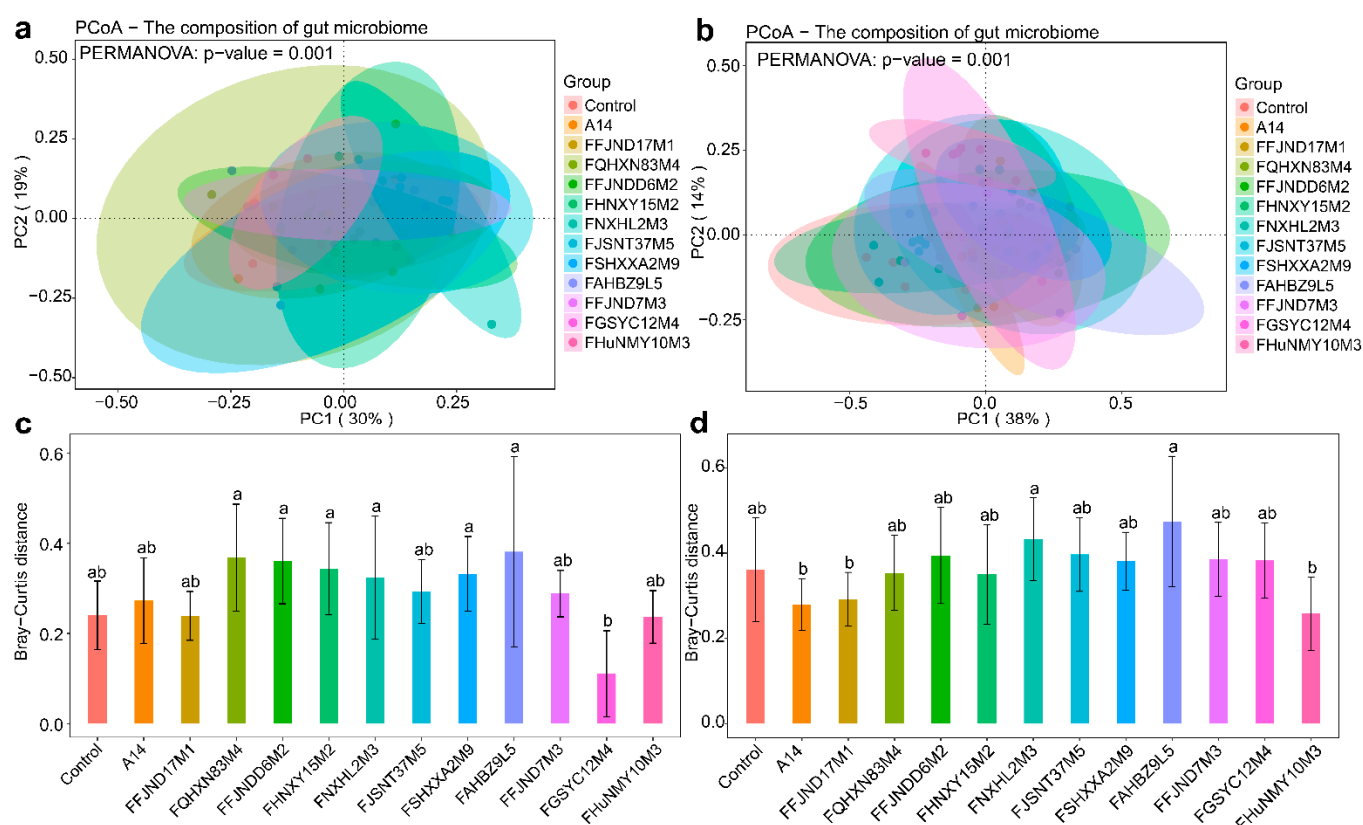 a
PCoA − The composition of gut microbiome
PERMANOVA: p−value = 0.001
0.50
0.25
0.00
−0.25
−0.50
PC2 ( 19%)
−0.50
−0.25
0.00
0.25
PC1 ( 30%)
Group
Control
A14
FFJND17M1
FQHXN83M4
FFJNDD6M2
FHNXY15M2
FNXHL2M3
FJSNT37M5
FSHXXA2M9
FAHBZ9L5
FFJND7M3
FGSYC12M4
FHuNMY10M3
b
PCoA − The composition of gut microbiome
PERMANOVA: p−value = 0.001
0.50
0.25
0.00
−0.25
PC2 ( 14%)
−0.5
0.0
0.5
PC1 ( 38%)
Group
Control
A14
FFJND17M1
FQHXN83M4
FFJNDD6M2
FHNXY15M2
FNXHL2M3
FJSNT37M5
FSHXXA2M9
FAHBZ9L5
FFJND7M3
FGSYC12M4
FHuNMY10M3
c
Bray−Curtis distance
0.6
0.4
0.2
0.0
ab
ab
ab
a
a
a
a
ab
a
a
ab
b
ab
Control
A14
FFJND17M1
FQHXN83M4
FFJNDD6M2
FHNXY15M2
FNXHL2M3
FJSNT37M5
FSHXXA2M9
FAHBZ9L5
FFJND7M3
FGSYC12M4
FHuNMY10M3
d
Bray−Curtis distance
0.6
0.4
0.2
0.0
ab
b
b
ab
ab
ab
a
ab
ab
a
ab
ab
b
Control
A14
FFJND17M1
FQHXN83M4
FFJNDD6M2
FHNXY15M2
FNXHL2M3
FJSNT37M5
FSHXXA2M9
FAHBZ9L5
FFJND7M3
FGSYC12M4
FHuNMY10M3